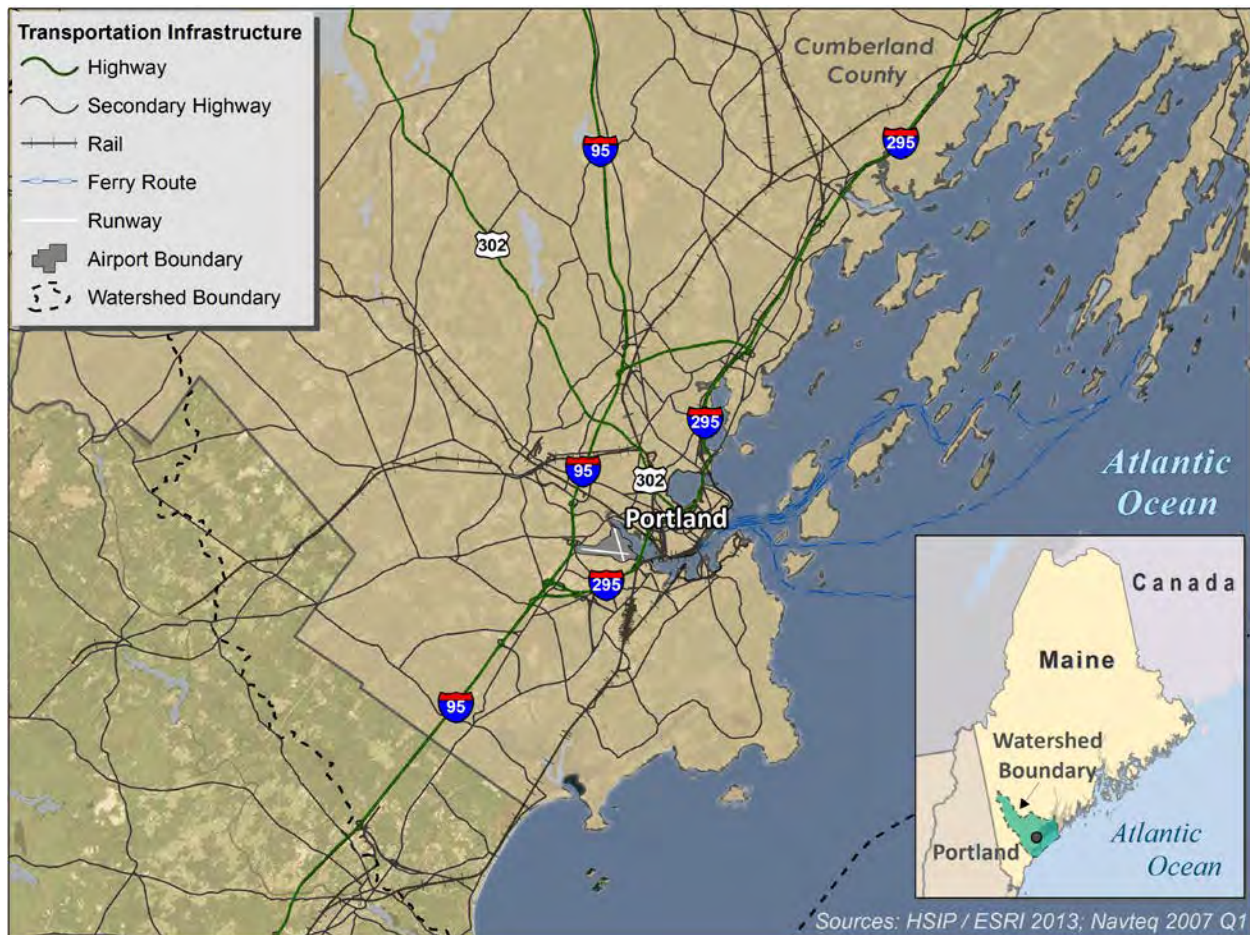 Transportation Infrastructure
Highway
Secondary Highway
Rail
Ferry Route
Runway
Airport Boundary
Watershed Boundary
Cumberland
County
95
295
302
295
95
302
Portland
295
95
Atlantic
Ocean
Canada
Maine
Watershed
Boundary
Portland
Atlantic
Ocean
Sources: HSIP / ESRI 2013; Navteq 2007 Q1